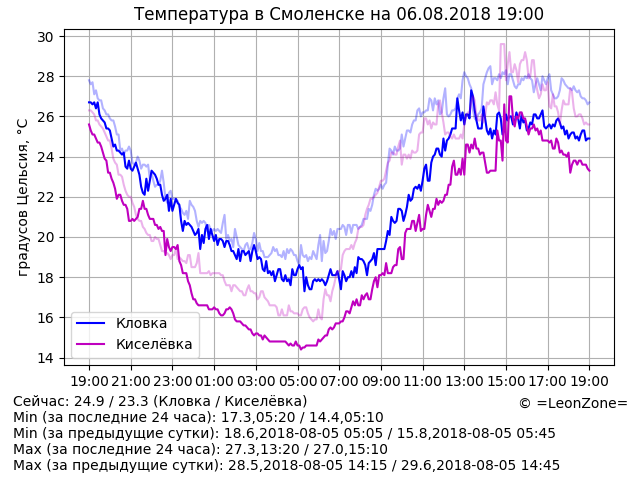 Температура в Смоленске на 06.08.2018 19:00
30
28
26
24
22
20
18
16
14
градусов Цельсия, °C
Кловка
Киселёвка
19:00 21:00 23:00 01:00 03:00 05:00 07:00 09:00 11:00 13:00 15:00 17:00 19:00
Сейчас: 24.9 / 23.3 (Кловка / Киселёвка)
© =LeonZone=
Min (за последние 24 часа): 17.3,05:20 / 14.4,05:10
Min (за предыдущие сутки): 18.6,2018-08-05 05:05 / 15.8,2018-08-05 05:45
Max (за последние 24 часа): 27.3,13:20 / 27.0,15:10
Max (за предыдущие сутки): 28.5,2018-08-05 14:15 / 29.6,2018-08-05 14:45